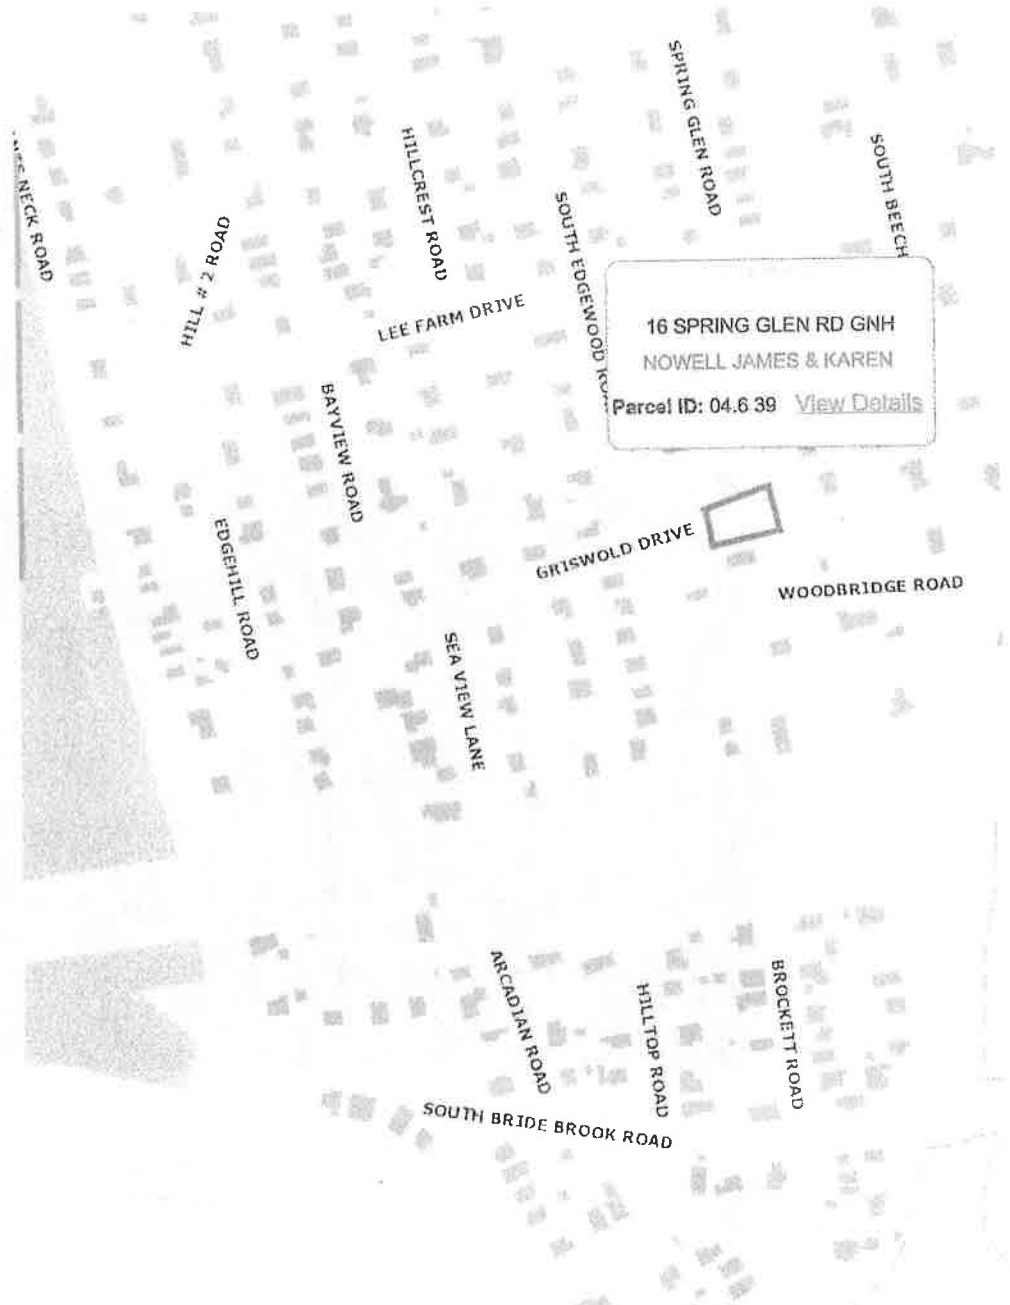 SPRING GLEN ROAD
HILLCREST ROAD
SOUTH BEECH
NECK ROAD
SOUTH EDGEWOOD
HILL # 2 ROAD
LEE FARM DRIVE
16 SPRING GLEN RD GNH
NOWELL JAMES & KAREN
Parcel ID: 04.6 39 View Details
BAYVIEW ROAD
EDGEHILL ROAD
GRISWOLD DRIVE
WOODBRIDGE ROAD
SEA VIEW LANE
ARCADIAN ROAD
HILLTOP ROAD
BROCKETT ROAD
SOUTH BRIDE BROOK ROAD